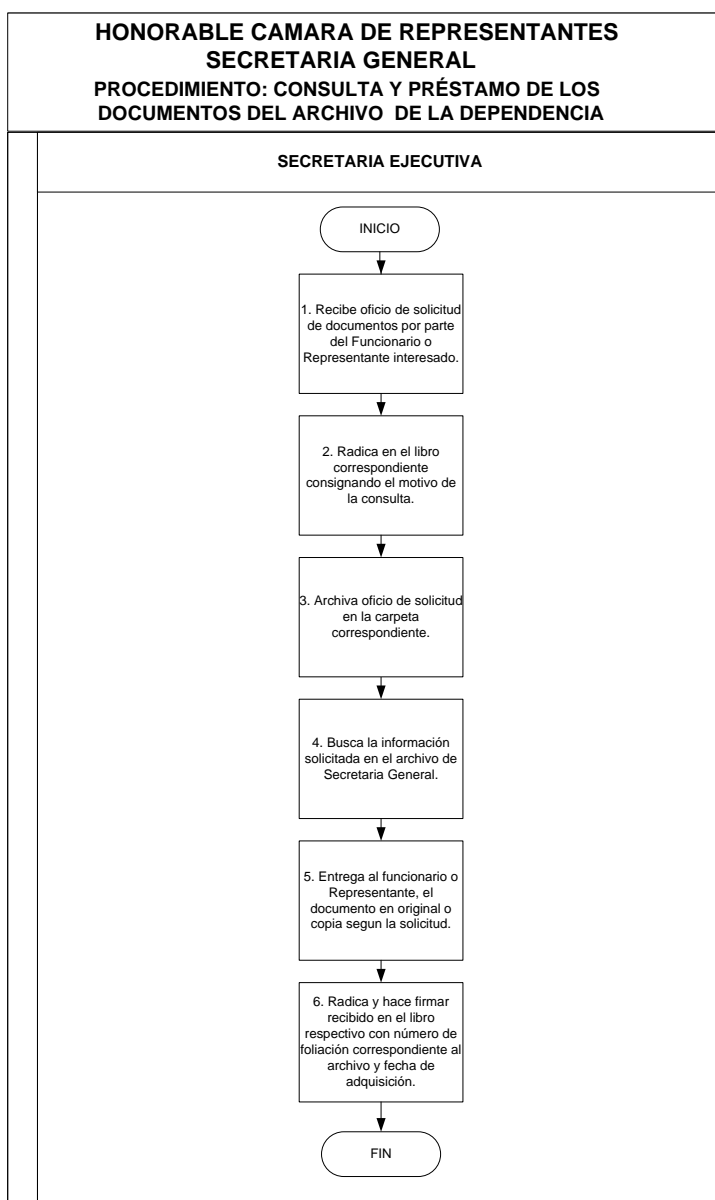 HONORABLE CAMARA DE REPRESENTANTES
SECRETARIA GENERAL
PROCEDIMIENTO: CONSULTA Y PRÉSTAMO DE LOS
DOCUMENTOS DEL ARCHIVO DE LA DEPENDENCIA
SECRETARIA EJECUTIVA
INICIO
1. Recibe oficio de solicitud
de documentos por parte
del Funcionario o
Representante interesado.
2. Radica en el libro
correspondiente
consignando el motivo de
la consulta.
3. Archiva oficio de solicitud
en la carpeta
correspondiente.
4. Busca la información
solicitada en el archivo de
Secretaria General.
5. Entrega al funcionario o
Representante, el
documento en original o
copia segun la solicitud.
6. Radica y hace firmar
recibido en el libro
respectivo con número de
foliación correspondiente al
archivo y fecha de
adquisición.
FIN